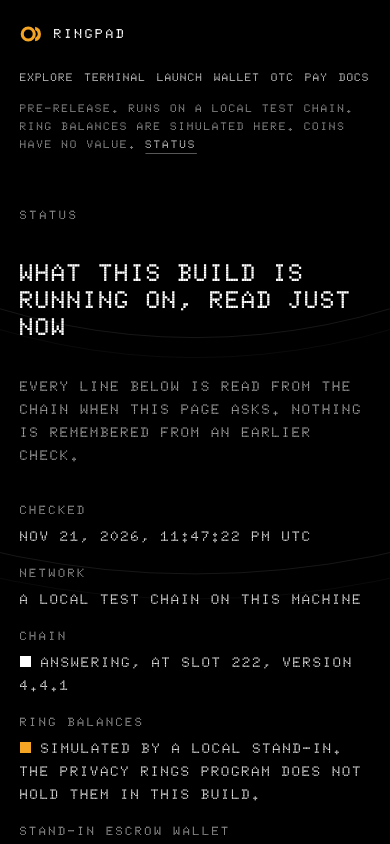 RINGPAD
EXPLORE TERMINAL LAUNCH WALLET OTC PAY DOCS
PRE-RELEASE. RUNS ON A LOCAL TEST CHAIN.
RING BALANCES ARE SIMULATED HERE. COINS
HAVE NO VALUE. STATUS
STATUS
WHAT THIS BUILD IS
RUNNING ON, READ JUST
NOW
EVERY LINE BELOW IS READ FROM THE
CHAIN WHEN THIS PAGE ASKS. NOTHING
IS REMEMBERED FROM AN EARLIER
CHECK.
CHECKED
NOV 21, 2026, 11:47:22 PM UTC
NETWORK
A LOCAL TEST CHAIN ON THIS MACHINE
CHAIN
ANSWERING, AT SLOT 222, VERSION
4.4.1
RING BALANCES
SIMULATED BY A LOCAL STAND-IN.
THE PRIVACY RINGS PROGRAM DOES NOT
HOLD THEM IN THIS BUILD.
STAND-IN ESCROW WALLET